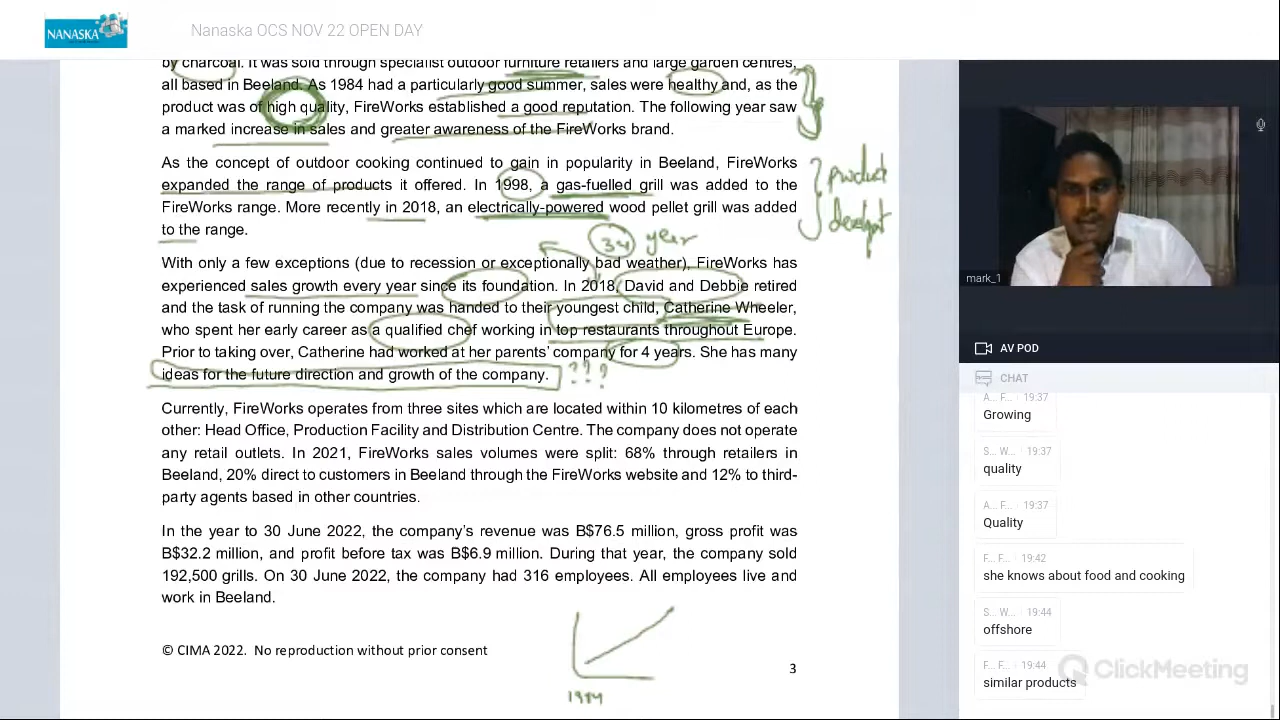 NANASKA
Nanaska OCS NOV 22 OPEN DAY
by charcoal. It was sold through specialist outdoor furniture retailers and large garden centres,
all based in Beeland. As 1984 had a particularly good summer, sales were healthy and, as the
product was of high quality, FireWorks established a good reputation. The following year saw
a marked increase in sales and greater awareness of the FireWorks brand.
As the concept of outdoor cooking continued to gain in popularity in Beeland, FireWorks
expanded the range of products it offered. In 1998, a gas-fuelled grill was added to the
FireWorks range. More recently in 2018, an electrically-powered wood pellet grill was added
to the range.
product
34 year
With only a few exceptions (due to recession or exceptionally bad weather), FireWorks has
experienced sales growth every year since its foundation. In 2018, David and Debbie retired
and the task of running the company was handed to their youngest child, Catherine Wheeler,
who spent her early career as a qualified chef working in top restaurants throughout Europe.
Prior to taking over, Catherine had worked at her parents' company for 4 years. She has many
ideas for the future direction and growth of the company. ???
Currently, FireWorks operates from three sites which are located within 10 kilometres of each
other: Head Office, Production Facility and Distribution Centre. The company does not operate
any retail outlets. In 2021, FireWorks sales volumes were split: 68% through retailers in
Beeland, 20% direct to customers in Beeland through the FireWorks website and 12% to third-
party agents based in other countries.
In the year to 30 June 2022, the company's revenue was B$76.5 million, gross profit was
B$32.2 million, and profit before tax was B$6.9 million. During that year, the company sold
192,500 grills. On 30 June 2022, the company had 316 employees. All employees live and
work in Beeland.
© CIMA 2022. No reproduction without prior consent
3
1984
mark_1
AV POD
CHAT
A... F... 19:37
Growing
S... W... 19:37
quality
A... F... 19:37
Quality
F... F... 19:42
she knows about food and cooking
S... W... 19:44
offshore
F... F... 19:44
similar products
ClickMeeting